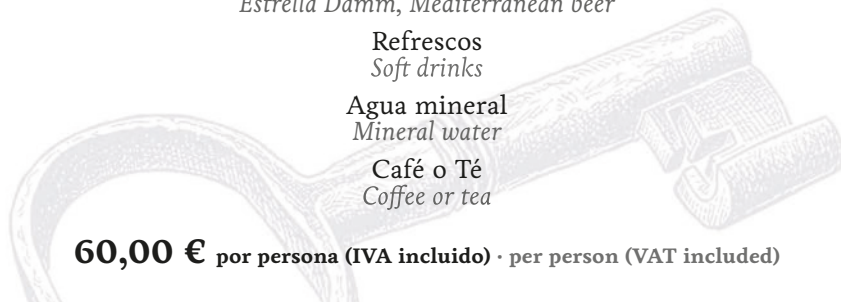 Estrella Damm, Mediterranean beer
Refrescos
Soft drinks
Agua mineral
Mineral water
Café o Té
Coffee or tea
60,00 € por persona (IVA incluido) · per person (VAT included)